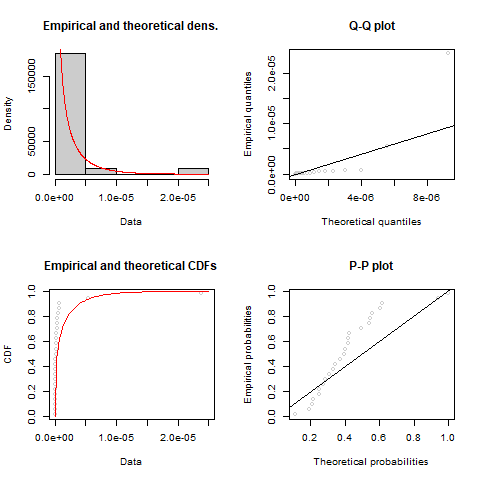 Empirical and theoretical dens.
Density
0
50000
150000
0.0e+00
1.0e-05
2.0e-05
Data
Q-Q plot
Empirical quantiles
0.0e+00
1.0e-05
2.0e-05
0e+00
4e-06
8e-06
Theoretical quantiles
Empirical and theoretical CDFs
CDF
0.0
0.2
0.4
0.6
0.8
1.0
0.0e+00
1.0e-05
2.0e-05
Data
P-P plot
Empirical probabilities
0.0
0.2
0.4
0.6
0.8
1.0
0.2
0.4
0.6
0.8
1.0
Theoretical probabilities